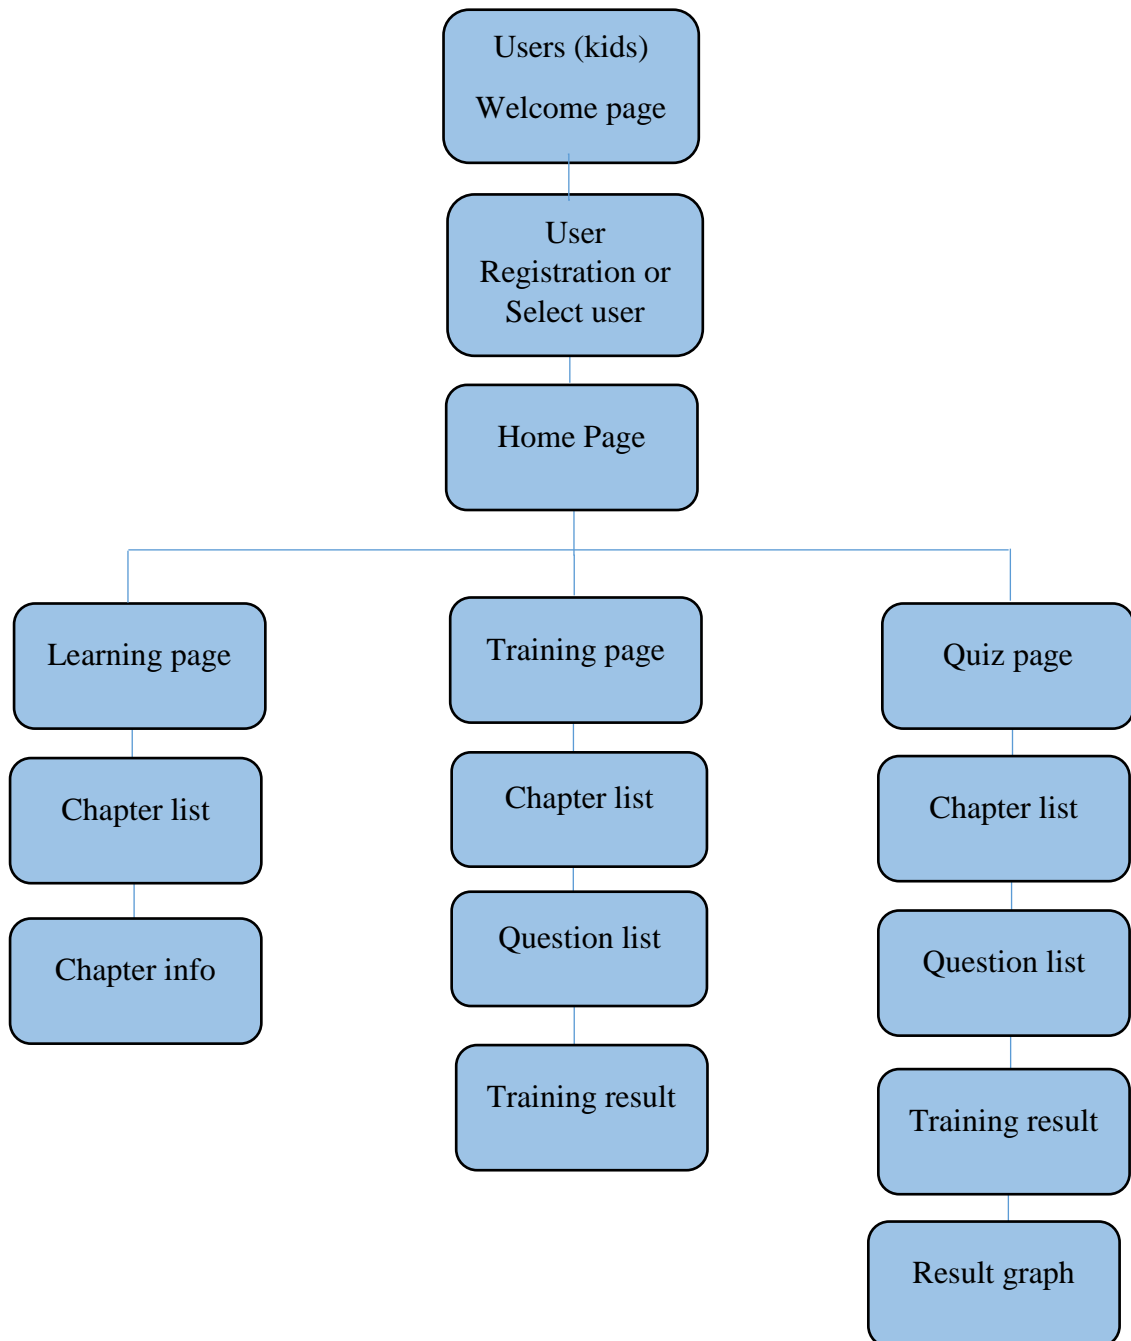 Users (kids)
Welcome page
User
Registration or
Select user
Home Page
Learning page
Training page
Quiz page
Chapter list
Chapter list
Chapter list
Chapter info
Question list
Question list
Training result
Training result
Result graph